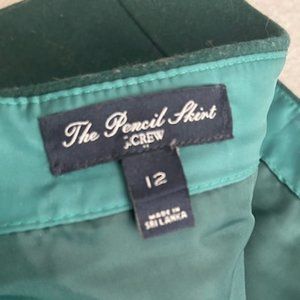 The Pencil Skirt
J.CREW
12
MADE IN
SRI LANKA